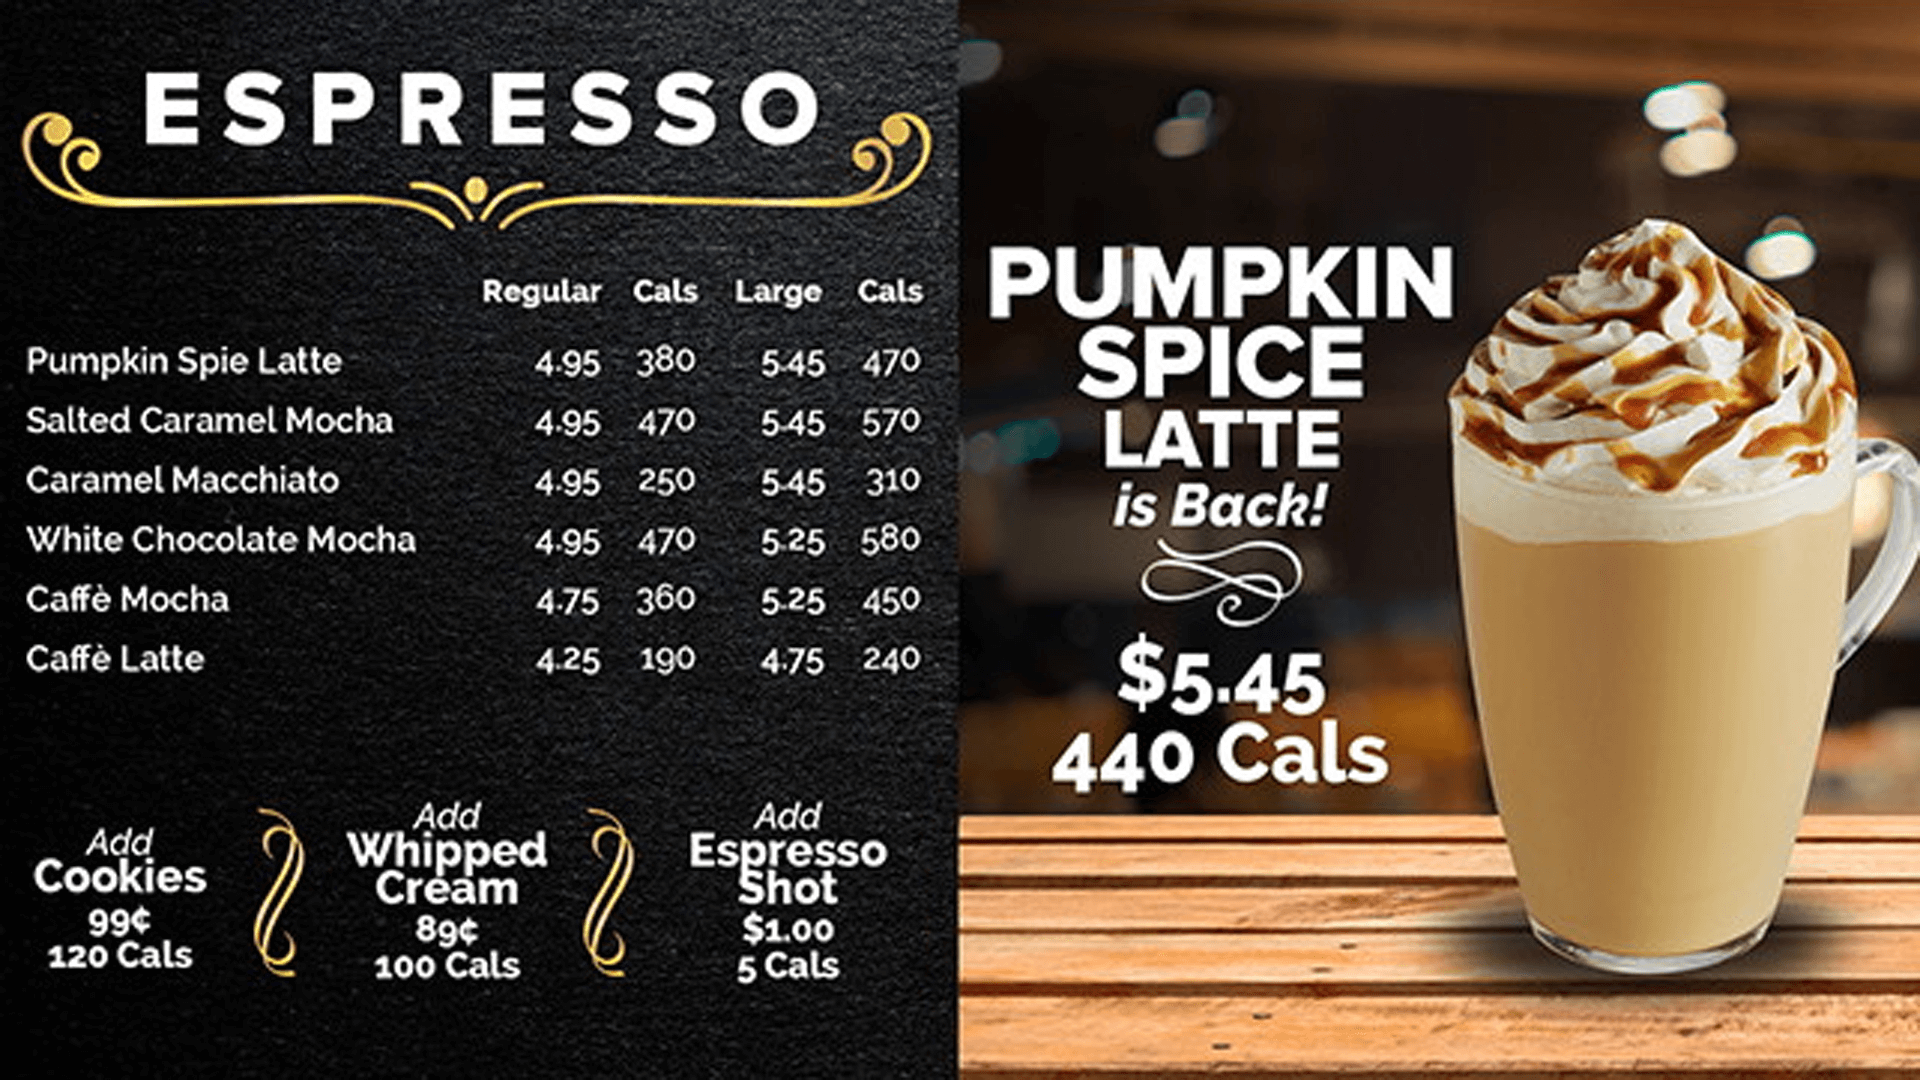 ESPRESSO
Regular Cals Large Cals
Pumpkin Spie Latte 4.95 380 5.45 470
Salted Caramel Mocha 4.95 470 5.45 570
Caramel Macchiato 4.95 250 5.45 310
White Chocolate Mocha 4.95 470 5.25 580
Caffè Mocha 4.75 360 5.25 450
Caffè Latte 4.25 190 4.75 240
Add
Cookies
99¢
120 Cals
Add
Whipped
Cream
89¢
100 Cals
Add
Espresso
Shot
$1.00
5 Cals
PUMPKIN
SPICE
LATTE
is Back!
$5.45
440 Cals